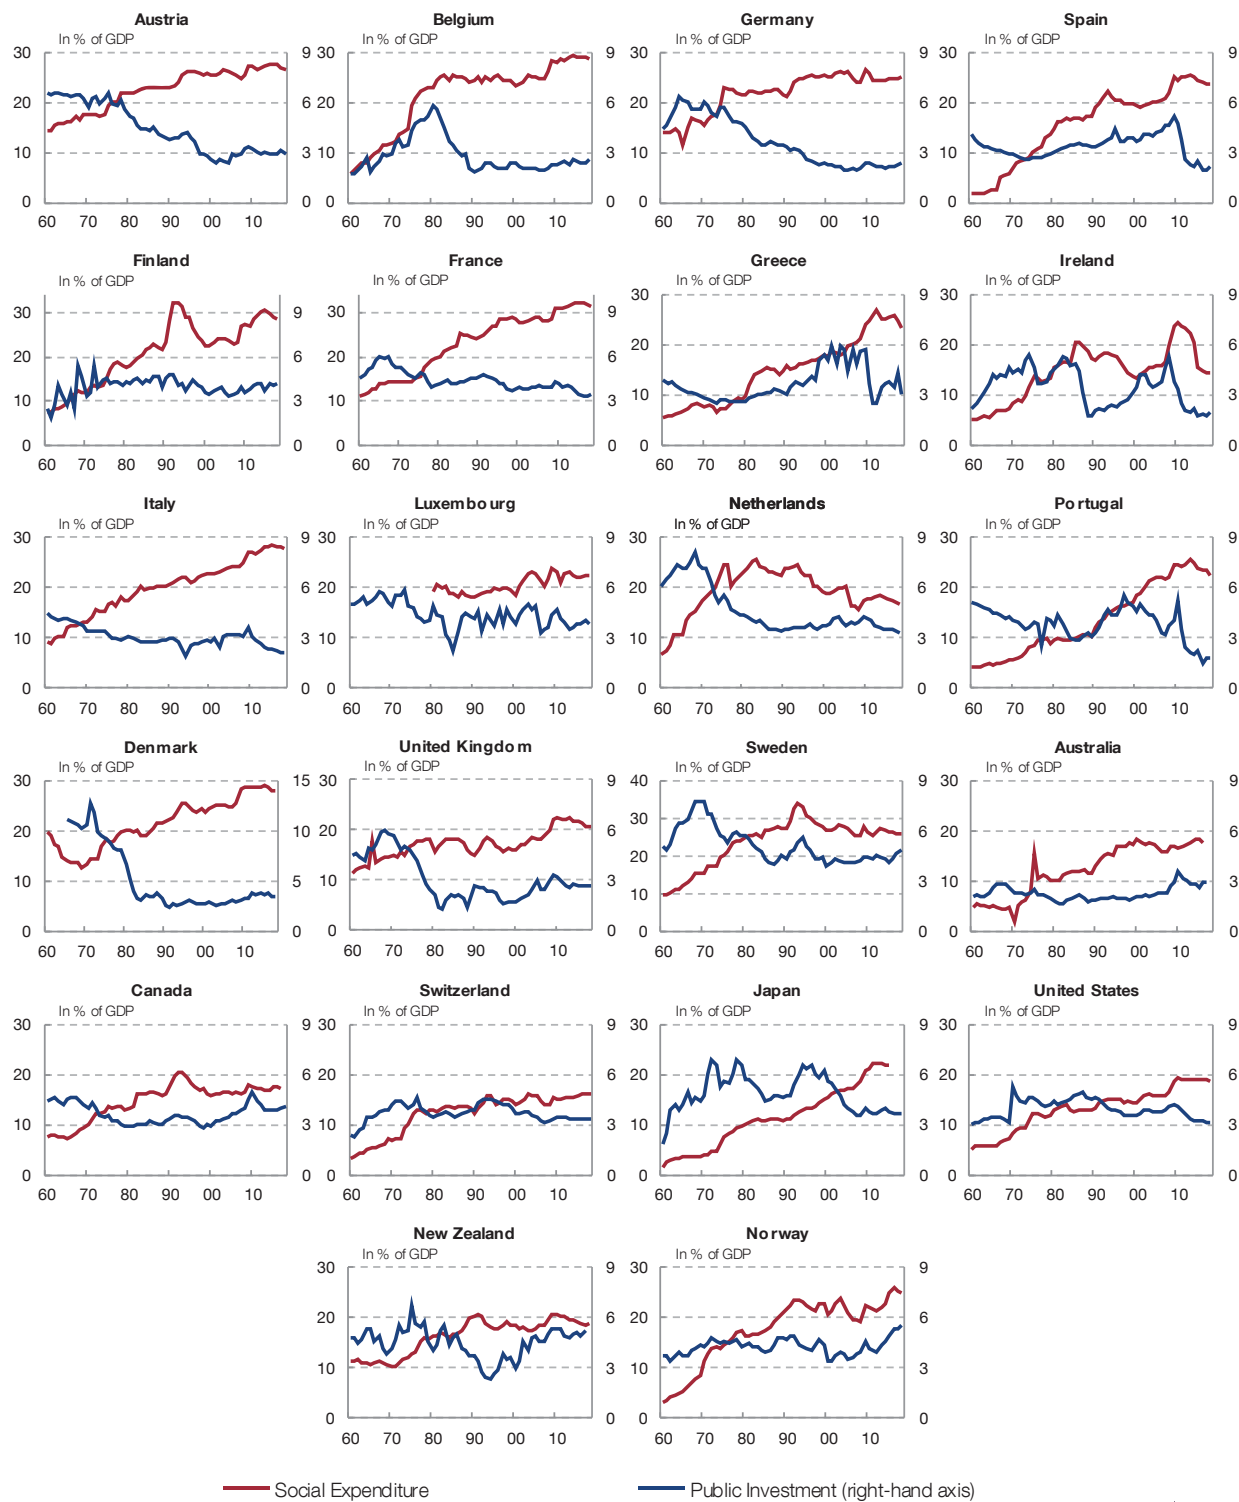 Austria Belgium Germany Spain
In % of GDP In % of GDP In % of GDP In % of GDP
30 9 30 9 30 9 30 9
20 6 20 6 20 6 20 6
10 3 10 3 10 3 10 3
0 0 0 0 0 0 0 0
60 70 80 90 00 10 60 70 80 90 00 10 60 70 80 90 00 10 60 70 80 90 00 10
Finland France Greece Ireland
In % of GDP In % of GDP In % of GDP In % of GDP
30 9 30 9 30 9 30 9
20 6 20 6 20 6 20 6
10 3 10 3 10 3 10 3
0 0 0 0 0 0 0 0
60 70 80 90 00 10 60 70 80 90 00 10 60 70 80 90 00 10 60 70 80 90 00 10
Italy Luxembourg Netherlands Portugal
In % of GDP In % of GDP In % of GDP In % of GDP
30 9 30 9 30 9 30 9
20 6 20 6 20 6 20 6
10 3 10 3 10 3 10 3
0 0 0 0 0 0 0 0
60 70 80 90 00 10 60 70 80 90 00 10 60 70 80 90 00 10 60 70 80 90 00 10
Denmark United Kingdom Sweden Australia
In % of GDP In % of GDP In % of GDP In % of GDP
30 15 30 9 40 9 30 9
20 10 20 6 30 6 20 6
10 5 10 3 20 3 10 3
0 0 0 0 10 0 0 0
0
60 70 80 90 00 10 60 70 80 90 00 10 60 70 80 90 00 10 60 70 80 90 00 10
Canada Switzerland Japan United States
In % of GDP In % of GDP In % of GDP In % of GDP
30 9 30 9 30 9 30 9
20 6 20 6 20 6 20 6
10 3 10 3 10 3 10 3
0 0 0 0 0 0 0 0
60 70 80 90 00 10 60 70 80 90 00 10 60 70 80 90 00 10 60 70 80 90 00 10
New Zealand Norway
In % of GDP In % of GDP
30 9 30 9
20 6 20 6
10 3 10 3
0 0 0 0
60 70 80 90 00 10 60 70 80 90 00 10
Social Expenditure Public Investment (right-hand axis)